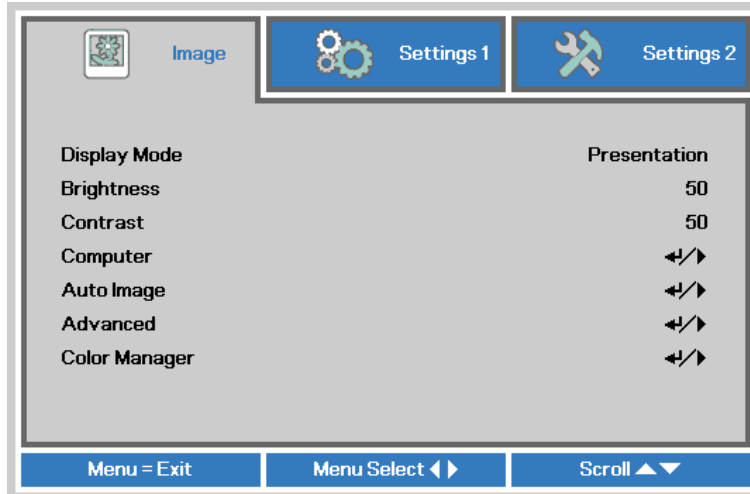 Image Settings 1 Settings 2
Display Mode Presentation
Brightness 50
Contrast 50
Computer ↵/▶
Auto Image ↵/▶
Advanced ↵/▶
Color Manager ↵/▶
Menu = Exit Menu Select ◀ ▶ Scroll ▲▼